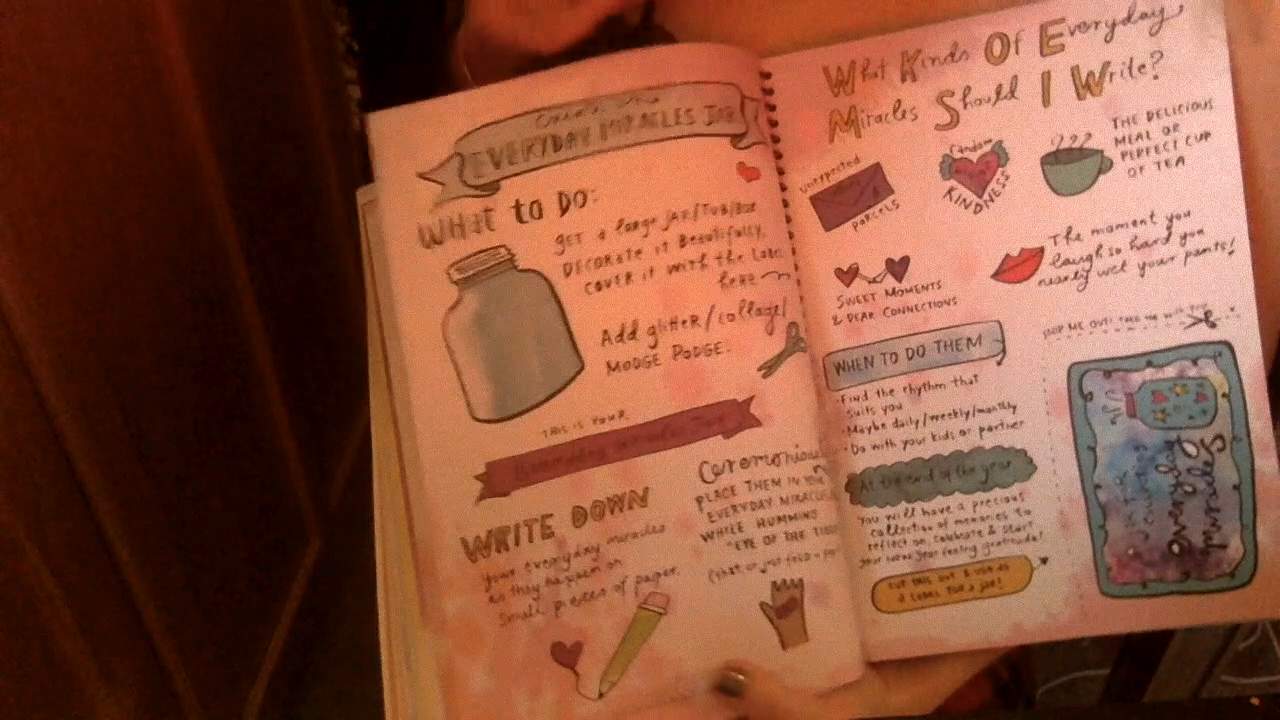 EVERYDAY MIRACLES JAR
WHat to DO:
GET a large JAR/TUB/BOX
DECORATE it Beautifully,
COVER it with the Label
here
Add glitteR/collage/
MODGE PODGE.
THIS IS YOUR
Everyday Miracles Jar
WRITE DOWN
your everyday miracles
as they happen on
small pieces of paper.
Ceremoniou
PLACE THEM IN YOU
EVERYDAY MIRACLE
WHILE HUMMING
"EYE OF THE TIG
What Kinds Of Everyday
Miracles Should I Write?
Unexpected
PARCELS
Random
KINDNESS
THE DELICIOUS
MEAL OR
PERFECT CUP
OF TEA
SWEET MOMENTS
& DEAR CONNECTIONS
The moment you
laugh so hard you
nearly wet your pants!
WHEN TO DO THEM
· Find the rhythm that
suits you
· Maybe daily/weekly/monthly
· Do with your kids or partner
At the end of the year
you will have a precious
collection of memories to
reflect on, celebrate & start
your new year feeling grateful!
CUT THIS OUT & USE AS
A LABEL FOR A JAR!
everyday
miracles